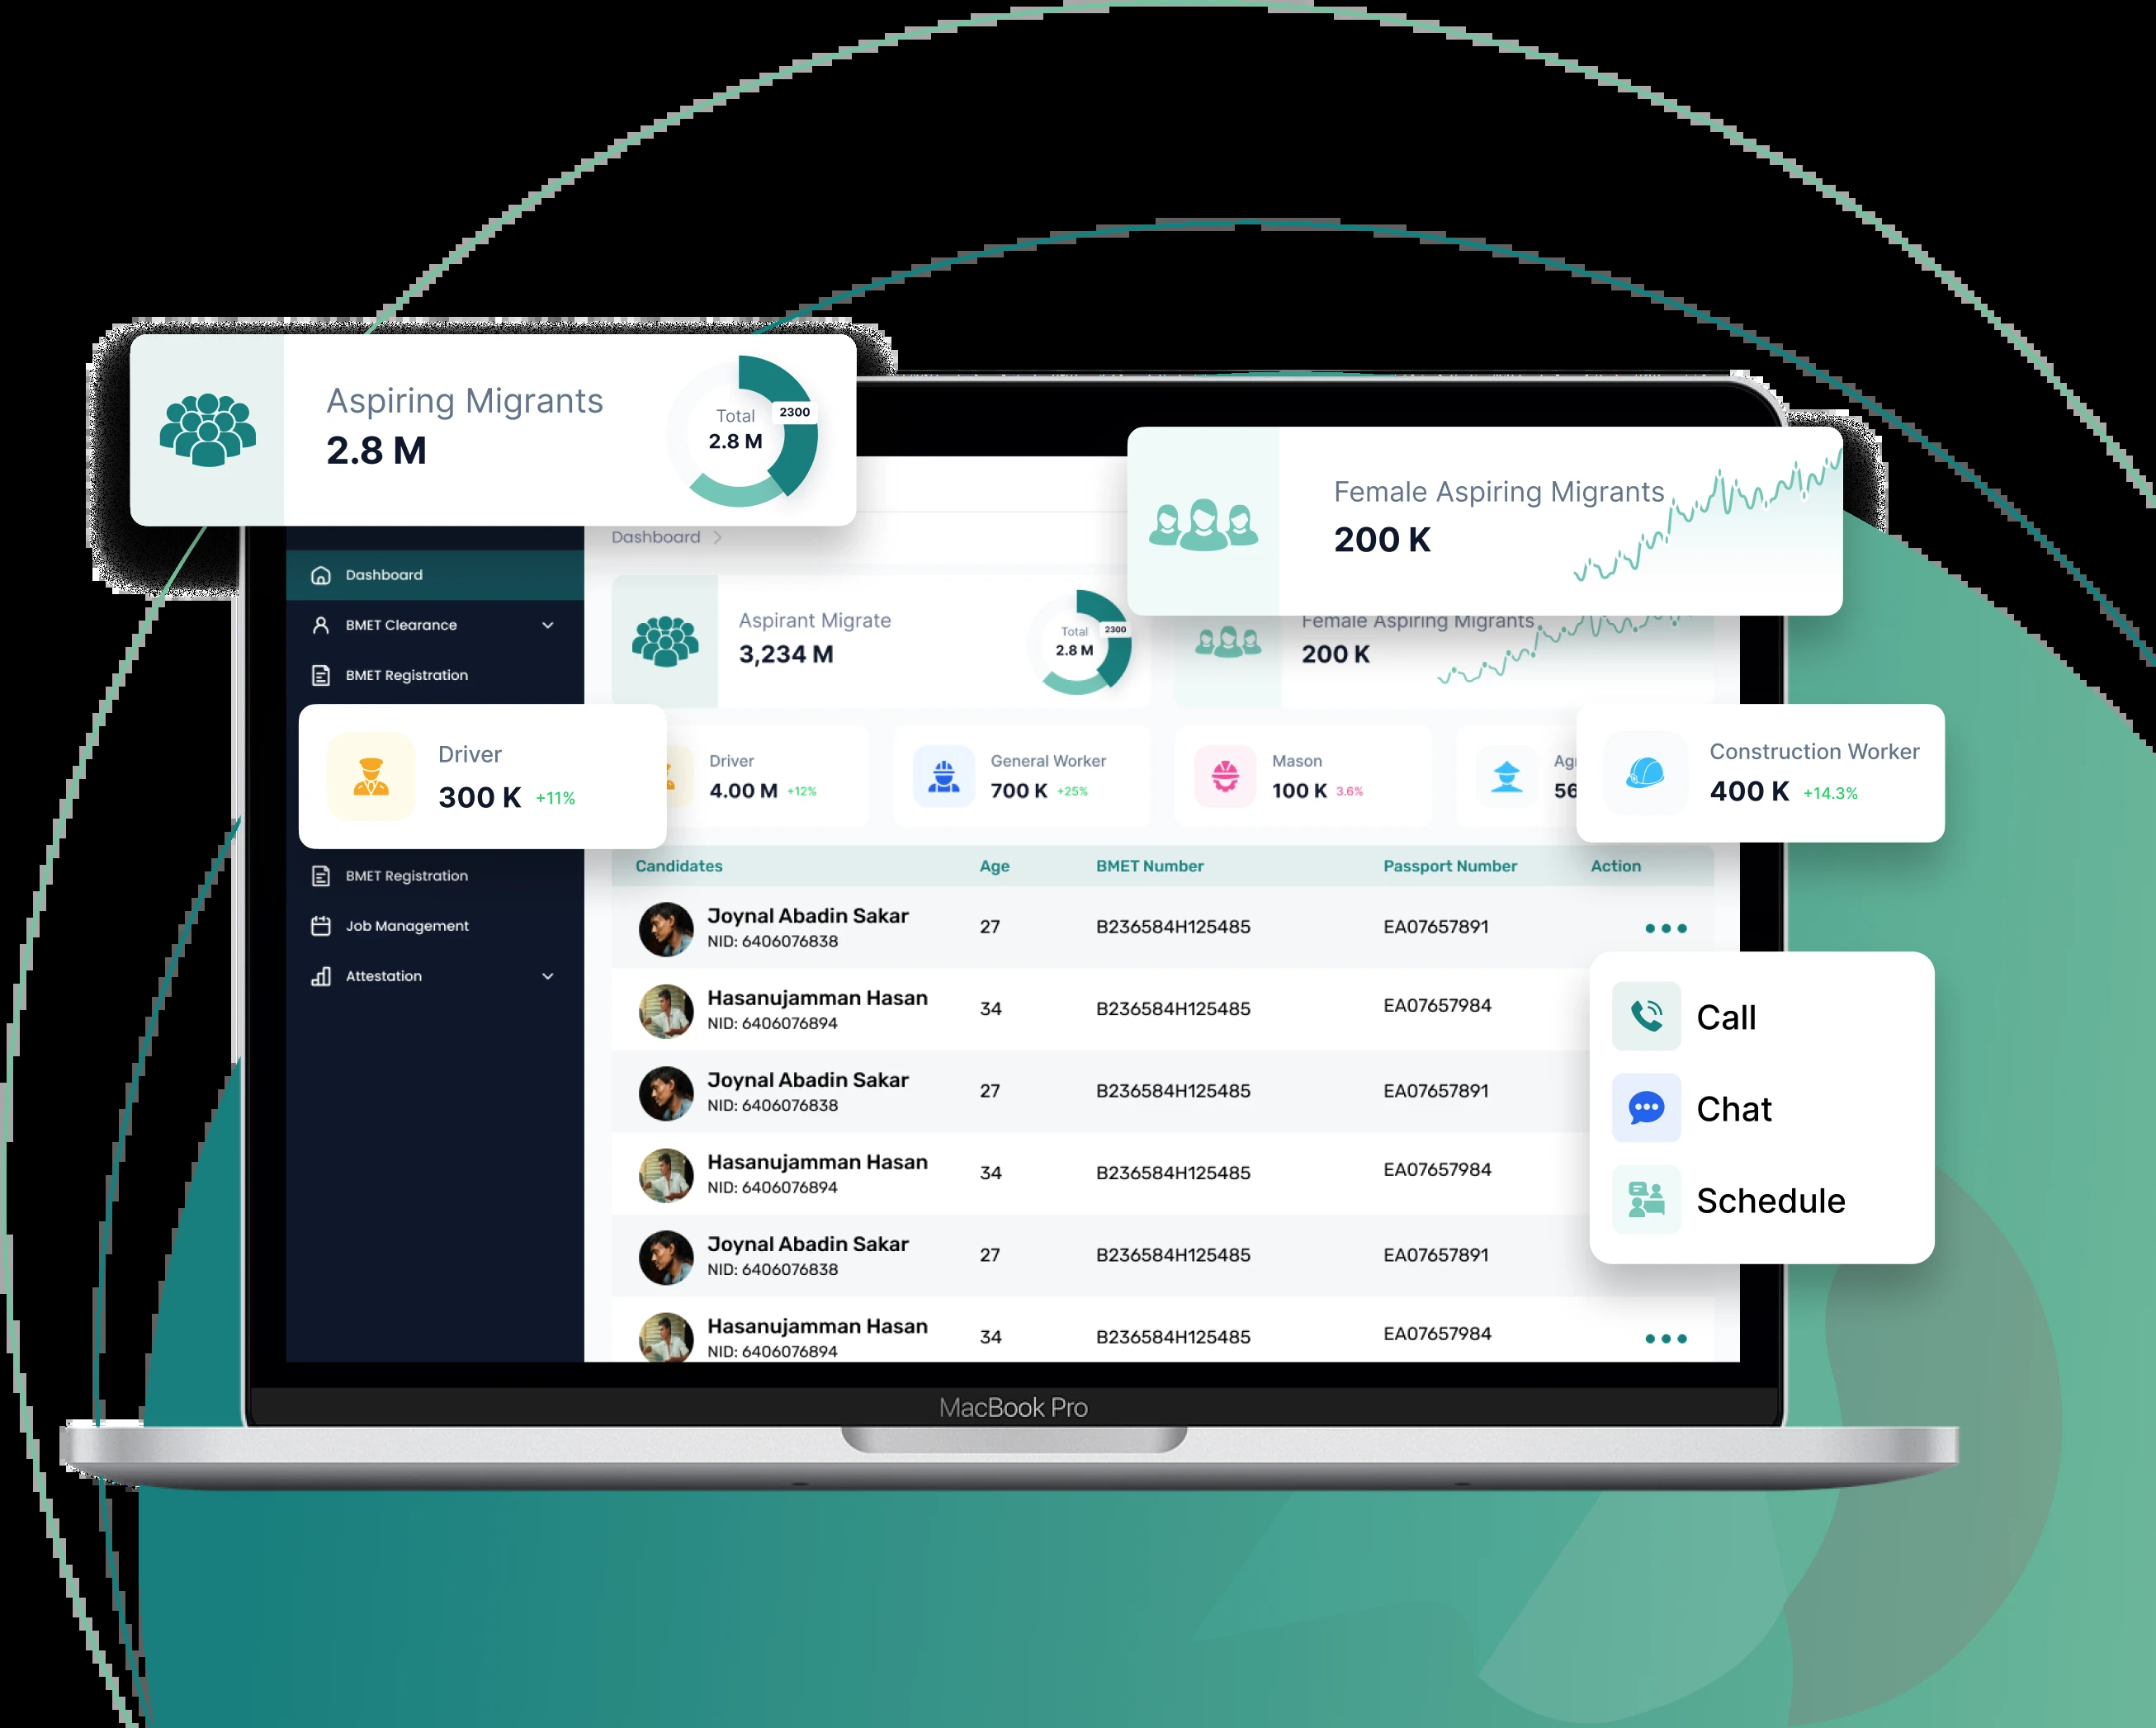 Aspiring Migrants
2.8 M
Total
2.8 M
2300
Female Aspiring Migrants
200 K
Dashboard
Dashboard
BMET Clearance
BMET Registration
Aspirant Migrate
3,234 M
Total
2.8 M
2300
Female Aspiring Migrants
200 K
Driver
300 K +11%
Driver
4.00 M +12%
General Worker
700 K +25%
Mason
100 K 3.6%
Construction Worker
400 K +14.3%
BMET Registration
Job Management
Attestation
Candidates Age BMET Number Passport Number Action
Joynal Abadin Sakar
NID: 6406076838
27 B236584H125485 EA07657891
Hasanujamman Hasan
NID: 6406076894
34 B236584H125485 EA07657984
Joynal Abadin Sakar
NID: 6406076838
27 B236584H125485 EA07657891
Hasanujamman Hasan
NID: 6406076894
34 B236584H125485 EA07657984
Joynal Abadin Sakar
NID: 6406076838
27 B236584H125485 EA07657891
Hasanujamman Hasan
NID: 6406076894
34 B236584H125485 EA07657984
Call
Chat
Schedule
MacBook Pro